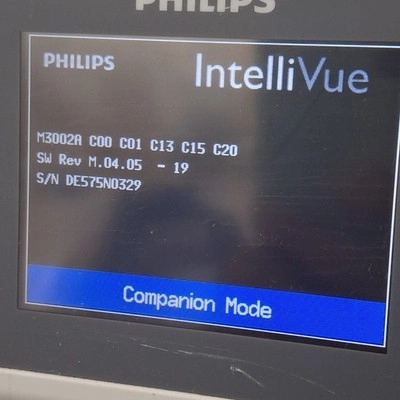 PHILIPS
PHILIPS
IntelliVue
M3002A C00 C01 C13 C15 C20
SW Rev M.04.05 - 19
S/N DE575N0329
Companion Mode